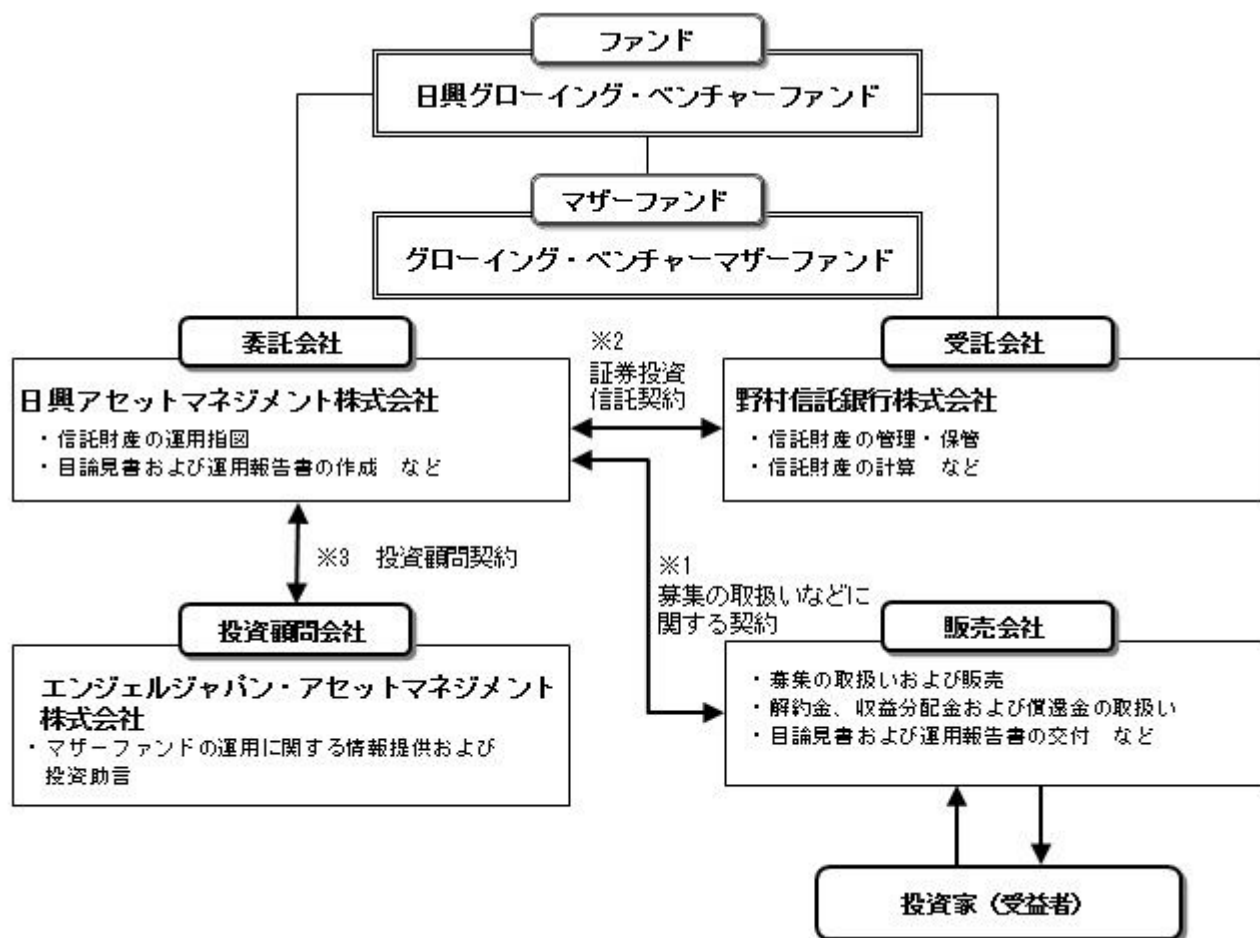 ファンド
日興グローイング・ベンチャーファンド
マザーファンド
グローイング・ベンチャーマザーファンド
委託会社
日興アセットマネジメント株式会社
・信託財産の運用指図
・目論見書および運用報告書の作成　など
※2
証券投資
信託契約
受託会社
野村信託銀行株式会社
・信託財産の管理・保管
・信託財産の計算　など
※3　投資顧問契約
※1
募集の取扱いなどに
関する契約
投資顧問会社
エンジェルジャパン・アセットマネジメント
株式会社
・マザーファンドの運用に関する情報提供および
投資助言
販売会社
・募集の取扱いおよび販売
・解約金、収益分配金および償還金の取扱い
・目論見書および運用報告書の交付　など
投資家（受益者）